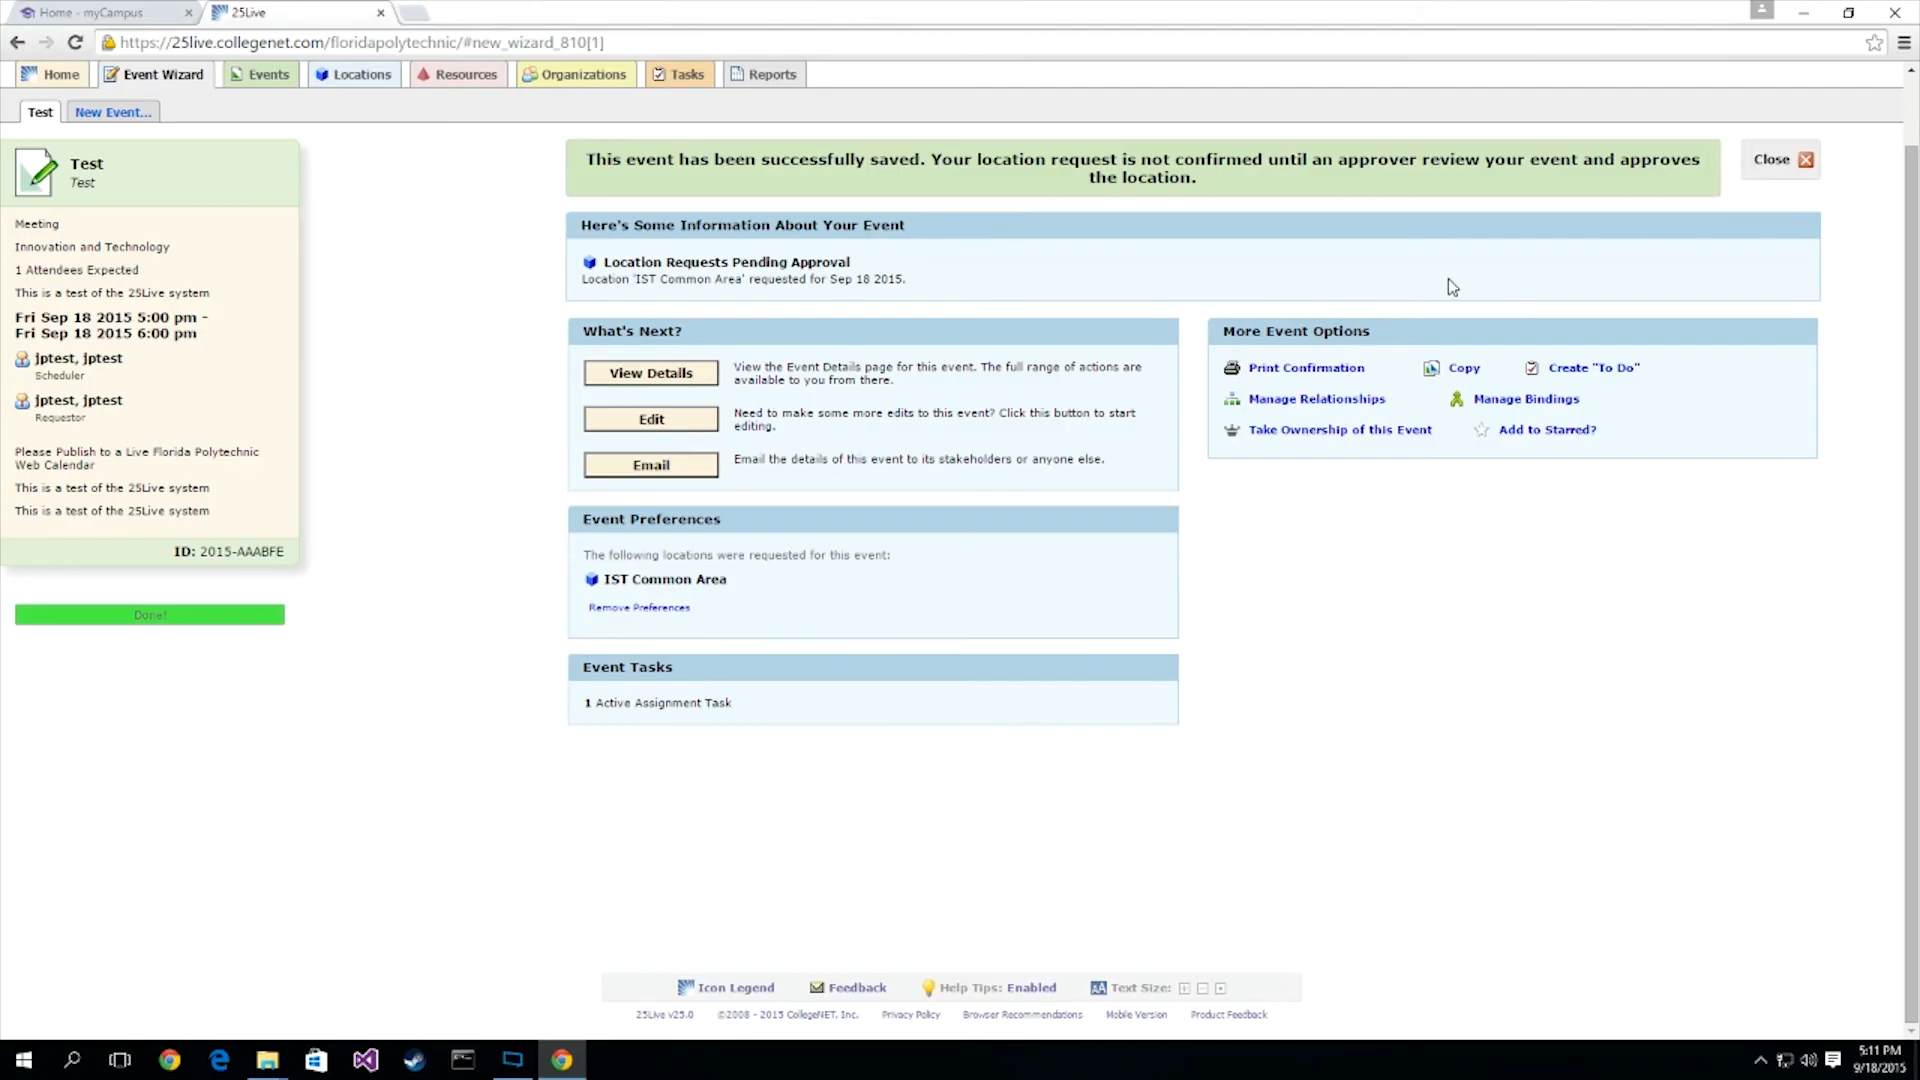 Home - myCampus
25Live
https://25live.collegenet.com/floridapolytechnic/#new_wizard_810[1]
Home
Event Wizard
Events
Locations
Resources
Organizations
Tasks
Reports
Test
New Event...
Test
Test
Meeting
Innovation and Technology
1 Attendees Expected
This is a test of the 25Live system
Fri Sep 18 2015 5:00 pm -
Fri Sep 18 2015 6:00 pm
jptest, jptest
Scheduler
jptest, jptest
Requestor
Please Publish to a Live Florida Polytechnic
Web Calendar
This is a test of the 25Live system
This is a test of the 25Live system
ID: 2015-AAABFE
Done!
This event has been successfully saved. Your location request is not confirmed until an approver review your event and approves
the location.
Close
Here's Some Information About Your Event
Location Requests Pending Approval
Location 'IST Common Area' requested for Sep 18 2015.
What's Next?
View Details
View the Event Details page for this event. The full range of actions are
available to you from there.
Edit
Need to make some more edits to this event? Click this button to start
editing.
Email
Email the details of this event to its stakeholders or anyone else.
More Event Options
Print Confirmation
Copy
Create "To Do"
Manage Relationships
Manage Bindings
Take Ownership of this Event
Add to Starred?
Event Preferences
The following locations were requested for this event:
IST Common Area
Remove Preferences
Event Tasks
1 Active Assignment Task
Icon Legend
Feedback
Help Tips: Enabled
AA Text Size:
25Live v25.0
©2008 - 2015 CollegeNET, Inc.
Privacy Policy
Browser Recommendations
Mobile Version
Product Feedback
5:11 PM
9/18/2015